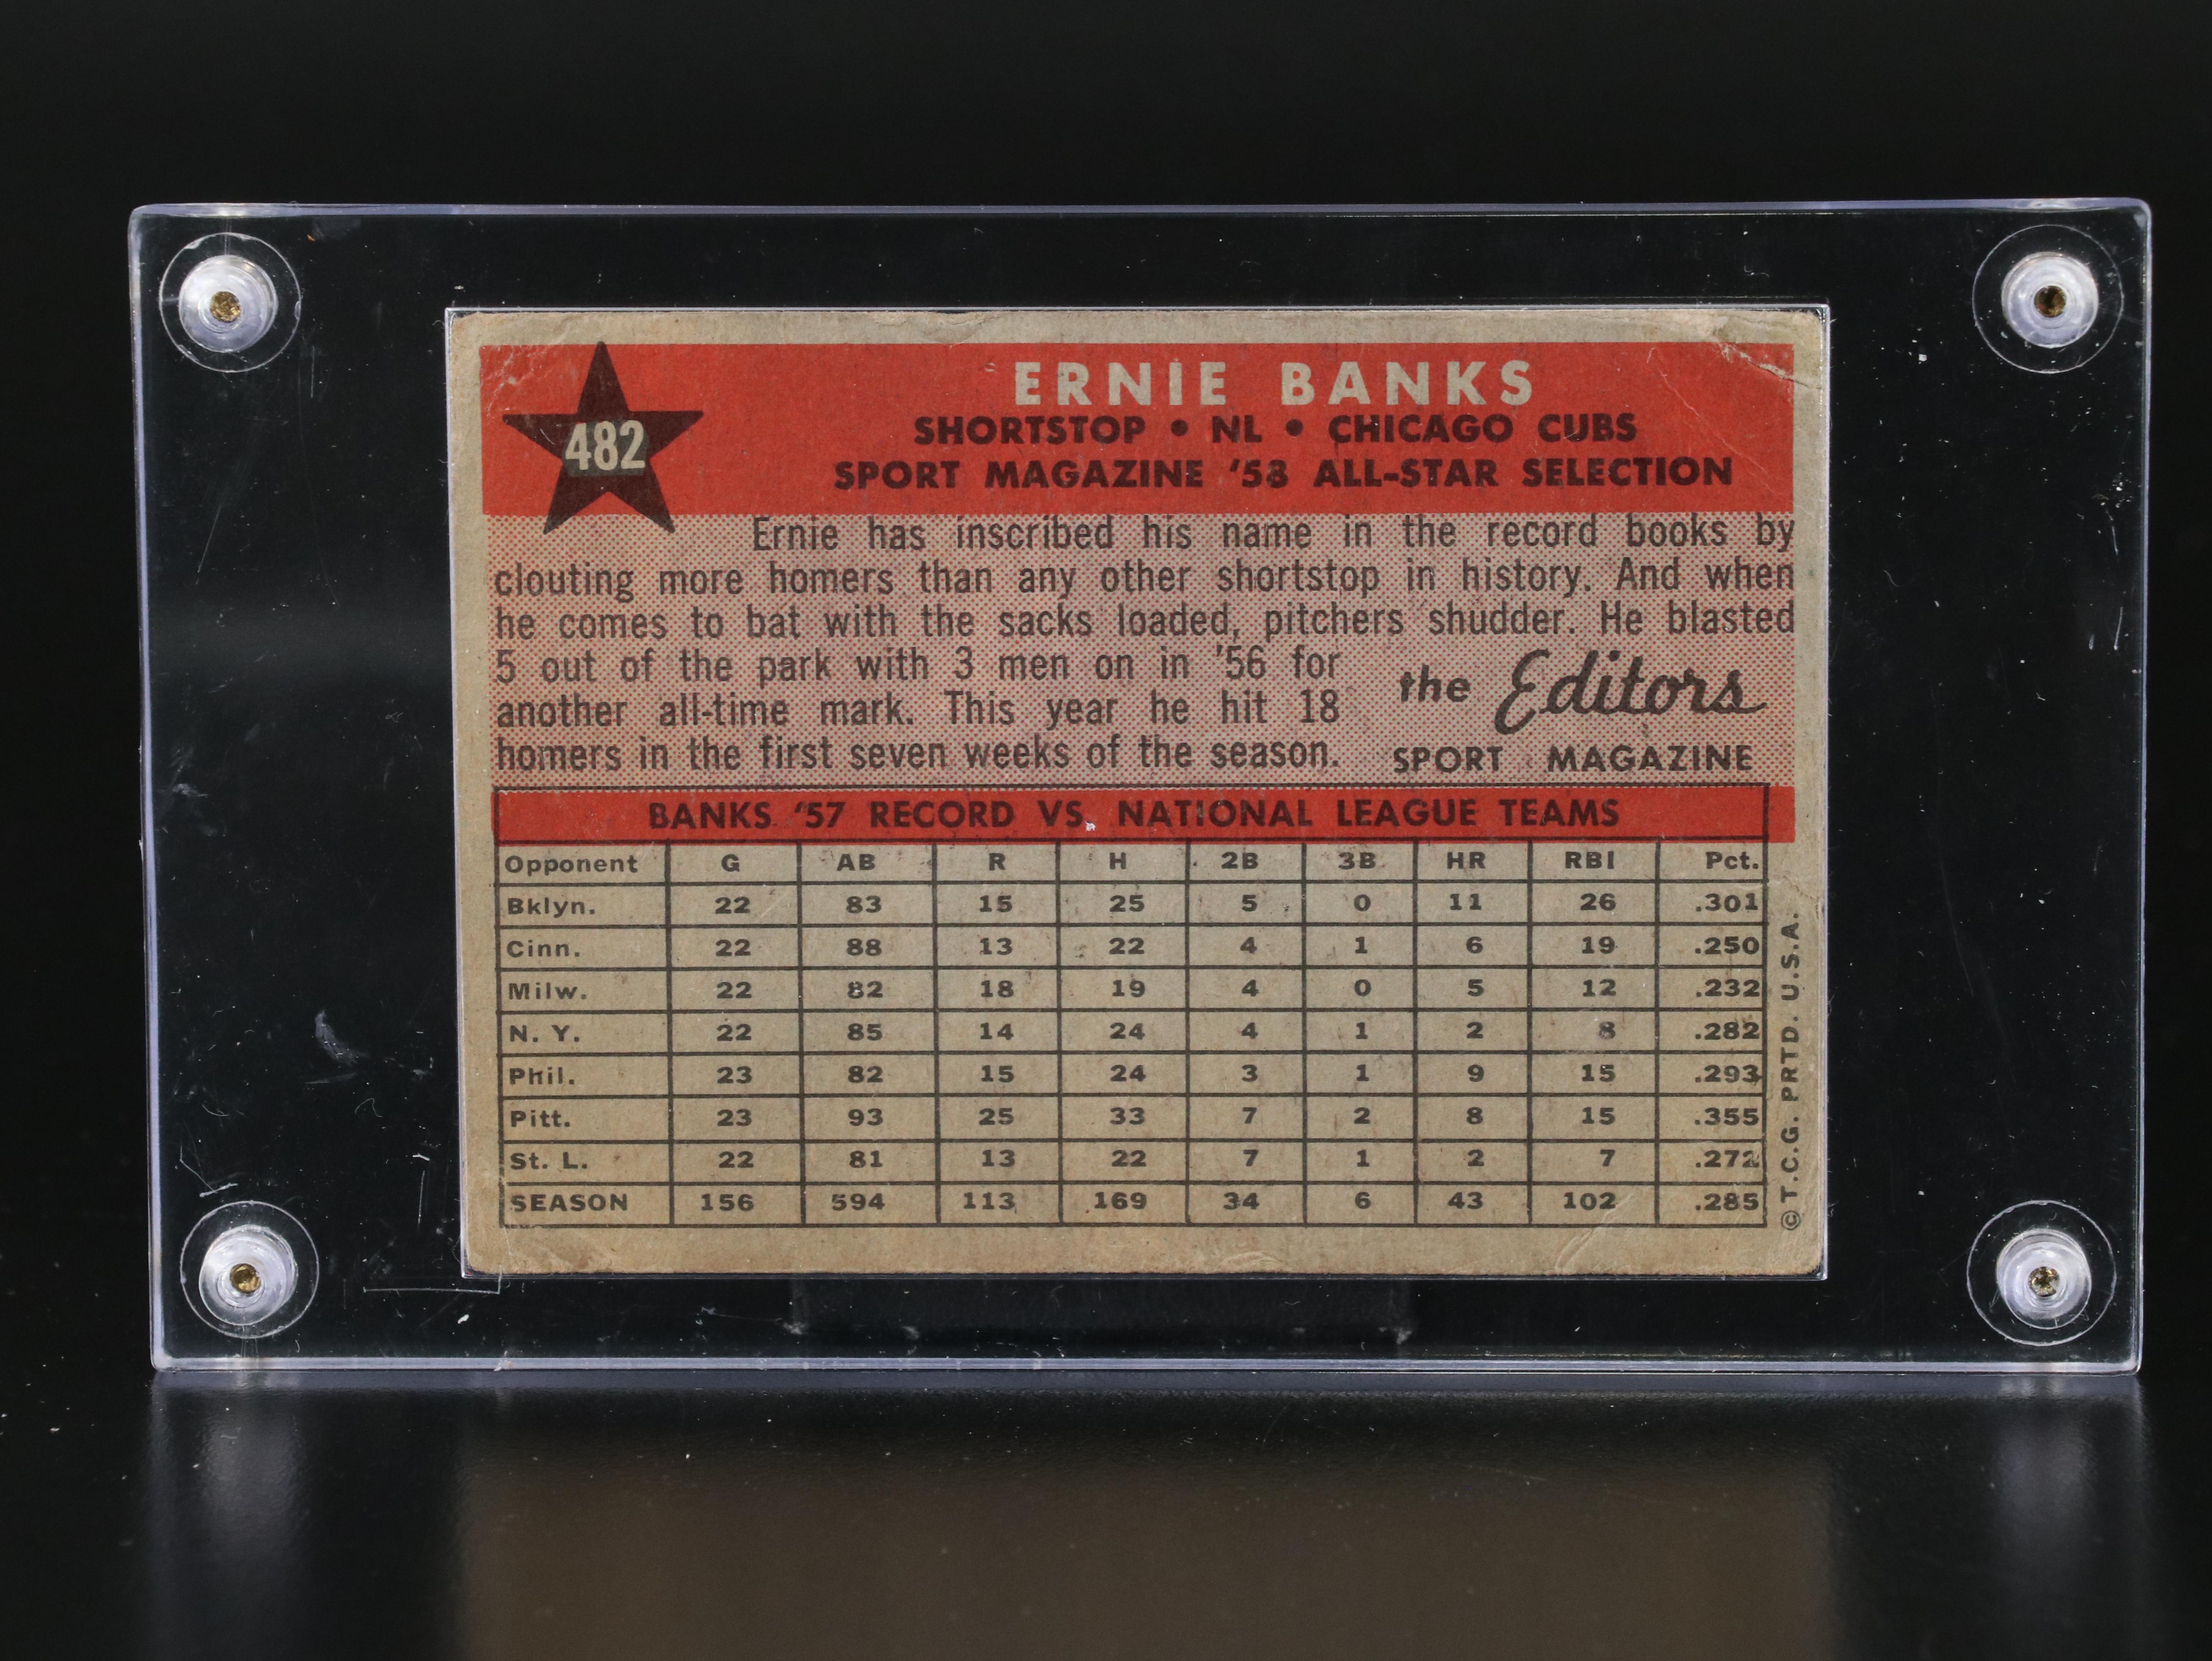 482
ERNIE BANKS
SHORTSTOP • NL • CHICAGO CUBS
SPORT MAGAZINE '58 ALL-STAR SELECTION
Ernie has inscribed his name in the record books by
clouting more homers than any other shortstop in history. And when
he comes to bat with the sacks loaded, pitchers shudder. He blasted
5 out of the park with 3 men on in '56 for
another all-time mark. This year he hit 18
homers in the first seven weeks of the season.
the Editors
SPORT MAGAZINE
BANKS '57 RECORD VS. NATIONAL LEAGUE TEAMS
Opponent G AB R H 2B 3B HR RBI Pct.
Bklyn. 22 83 15 25 5 0 11 26 .301
Cinn. 22 88 13 22 4 1 6 19 .250
Milw. 22 82 18 19 4 0 5 12 .232
N. Y. 22 85 14 24 4 1 2 8 .282
Phil. 23 82 15 24 3 1 9 15 .293
Pitt. 23 93 25 33 7 2 8 15 .355
St. L. 22 81 13 22 7 1 2 7 .272
SEASON 156 594 113 169 34 6 43 102 .285
© T.C.G. PRTD. U.S.A.